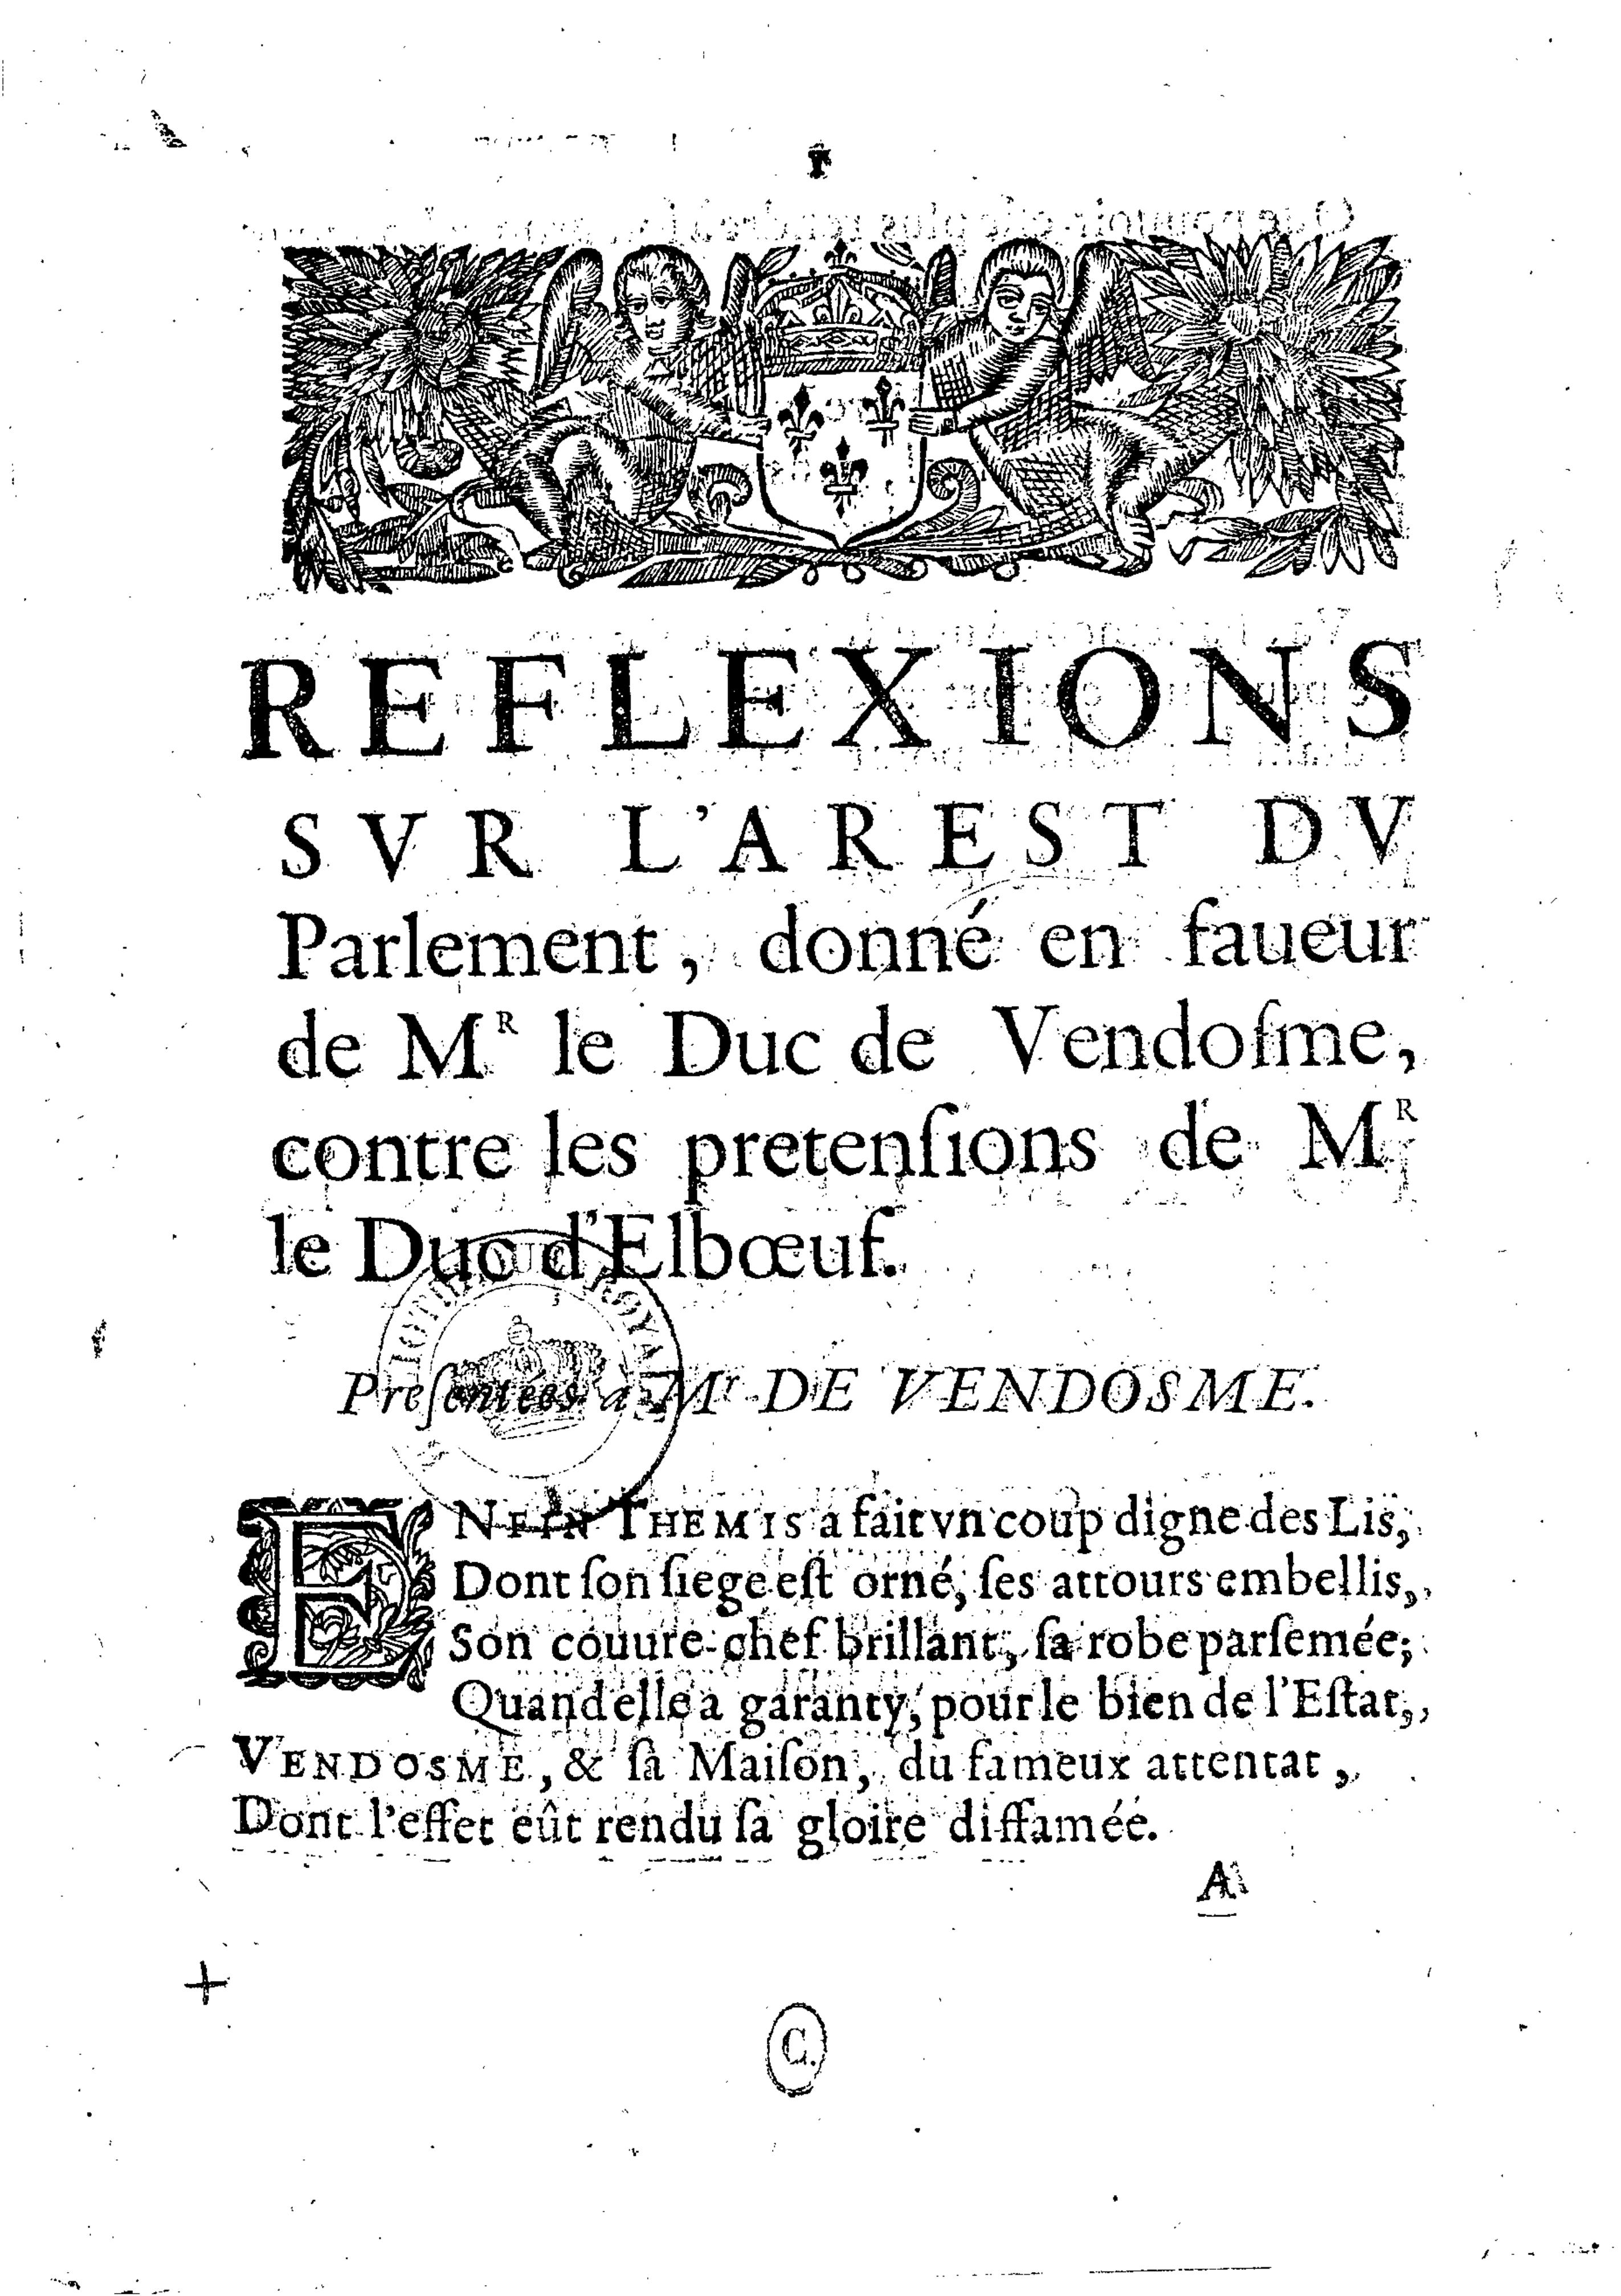 REFLEXIONS
SVR L'AREST DV
Parlement, donné en faueur
de Mᴿ le Duc de Vendoſme,
contre les pretenſions de Mᴿ
le Duc d'Elbœuf.
Preſentées à Mʳ DE VENDOSME.
ENFIN THEMIS a fait vn coup digne des Lis,
Dont ſon ſiege eſt orné, ſes attours embellis,
Son couure-chef brillant, ſa robe parſemée;
Quand elle a garanty, pour le bien de l'Eſtat,
VENDOSME, & ſa Maiſon, du fameux attentat,
Dont l'effet eût rendu ſa gloire diffamée.
A
C.